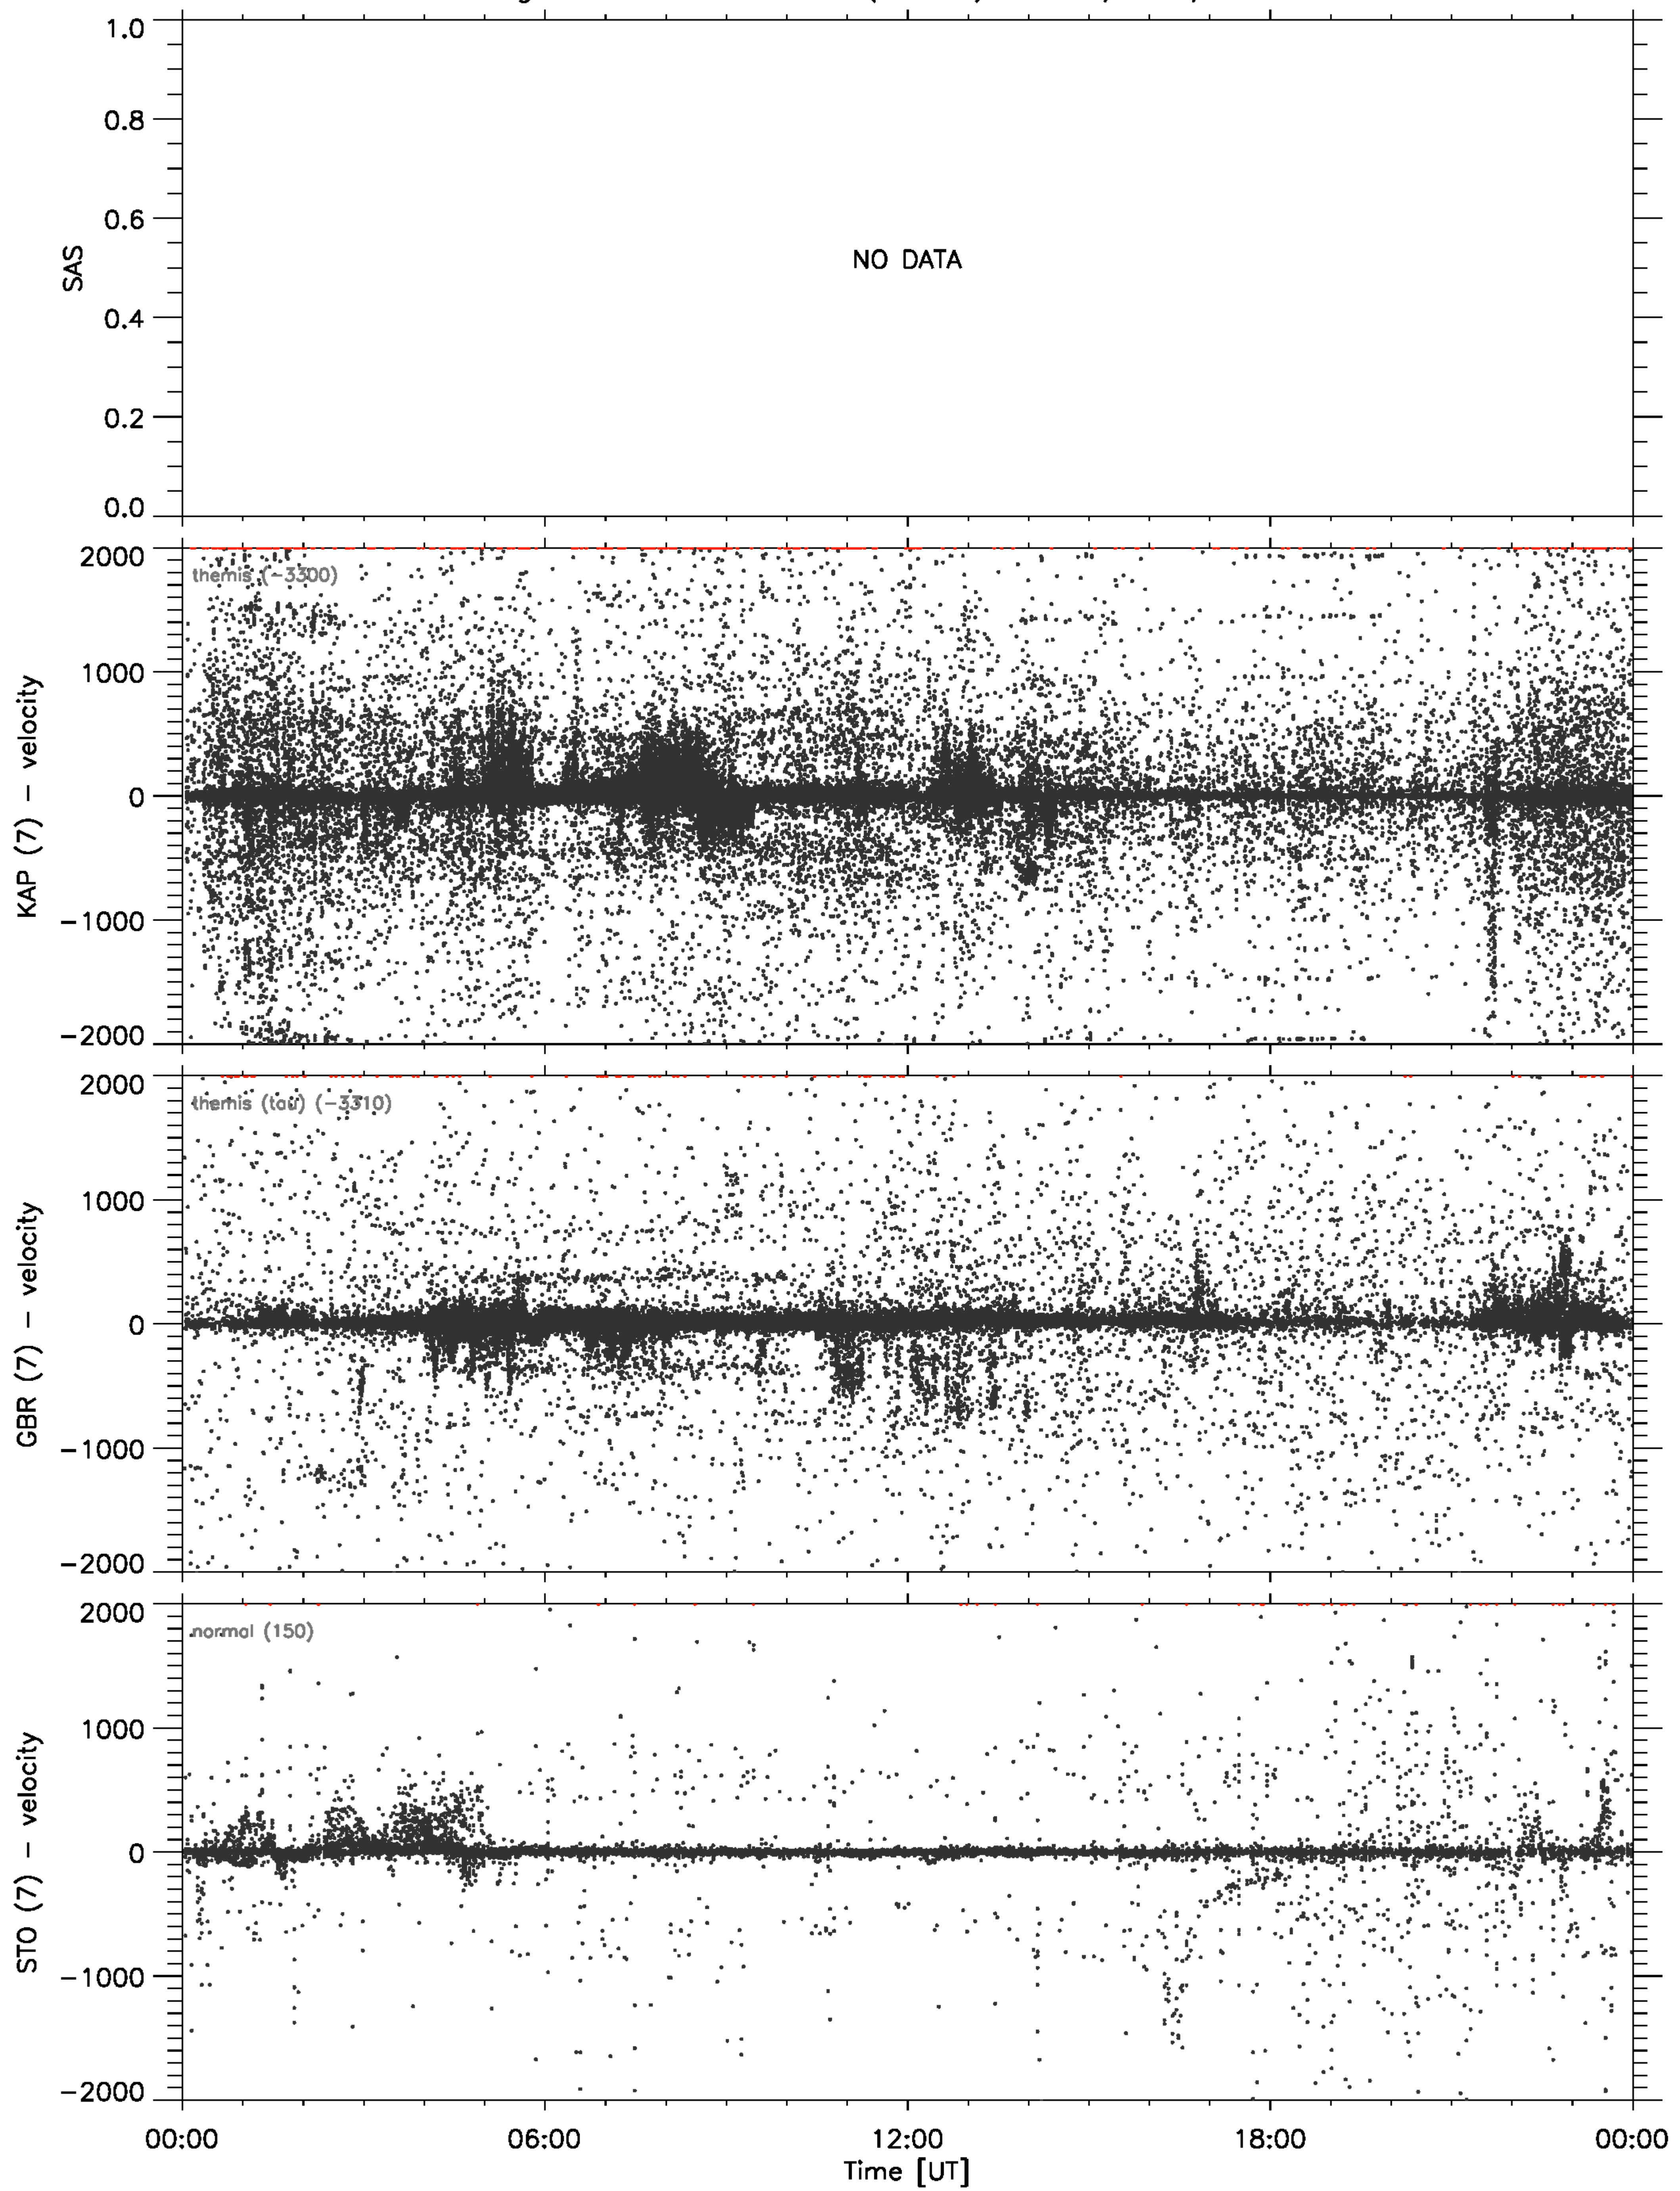 1.0
0.8
0.6
0.4
0.2
0.0
SAS
NO DATA
2000
1000
0
−1000
−2000
KAP (7) − velocity
themis (−3300)
2000
1000
0
−1000
−2000
GBR (7) − velocity
themis (tau) (−3310)
2000
1000
0
−1000
−2000
STO (7) − velocity
normal (150)
00:00 06:00 12:00 18:00 00:00
Time [UT]